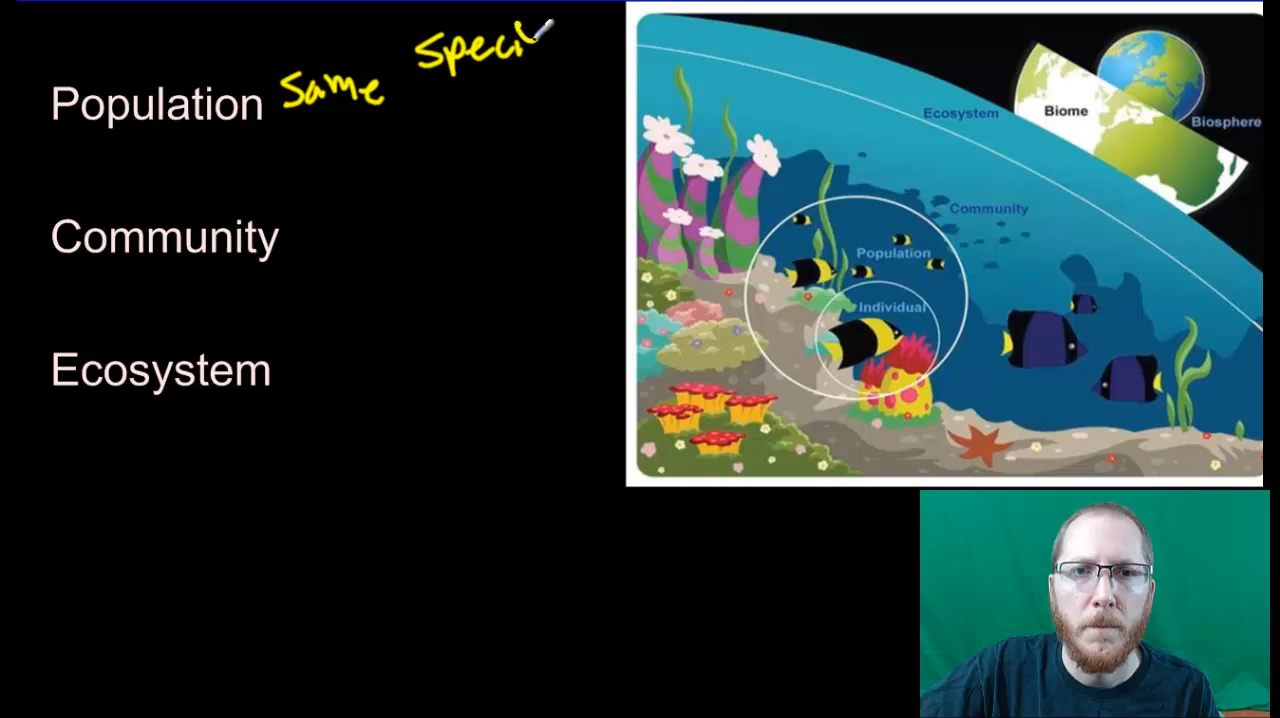 Population same speci
Community
Ecosystem
Ecosystem
Biome
Biosphere
Community
Population
Individual